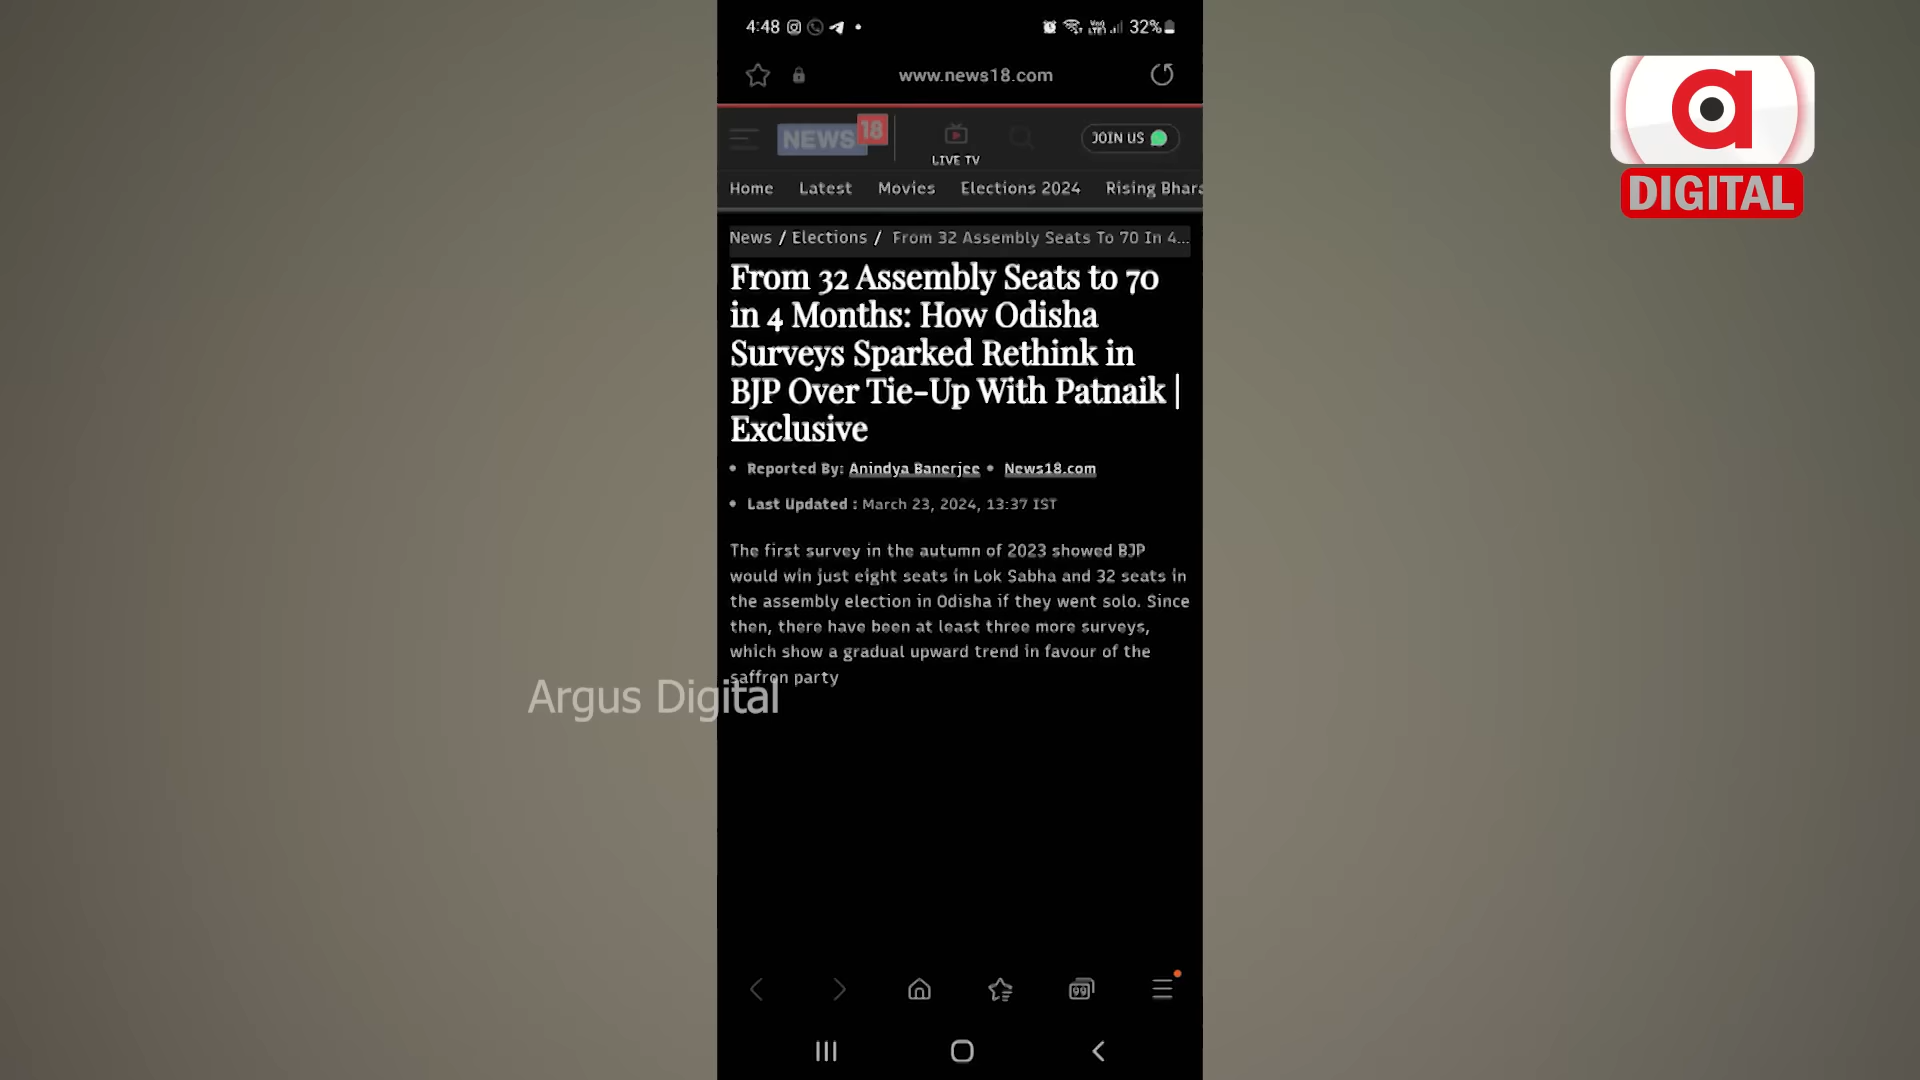 4:48
32%
www.news18.com
NEWS 18
LIVE TV
JOIN US
Home Latest Movies Elections 2024 Rising Bhara
News / Elections / From 32 Assembly Seats To 70 In 4...
From 32 Assembly Seats to 70
in 4 Months: How Odisha
Surveys Sparked Rethink in
BJP Over Tie-Up With Patnaik |
Exclusive
• Reported By: Anindya Banerjee • News18.com
• Last Updated : March 23, 2024, 13:37 IST
The first survey in the autumn of 2023 showed BJP
would win just eight seats in Lok Sabha and 32 seats in
the assembly election in Odisha if they went solo. Since
then, there have been at least three more surveys,
which show a gradual upward trend in favour of the
saffron party
Argus Digital
99
a
DIGITAL